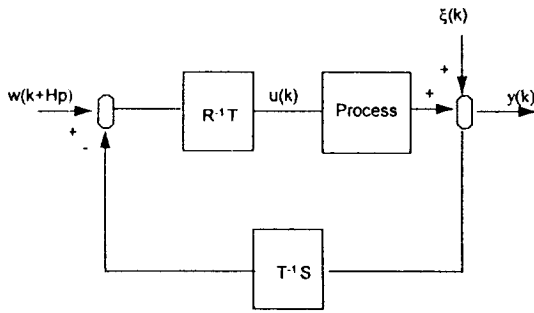 ξ(k)
w(k+Hp)
+
-
R⁻¹T
u(k)
Process
+
+
y(k)
T⁻¹S